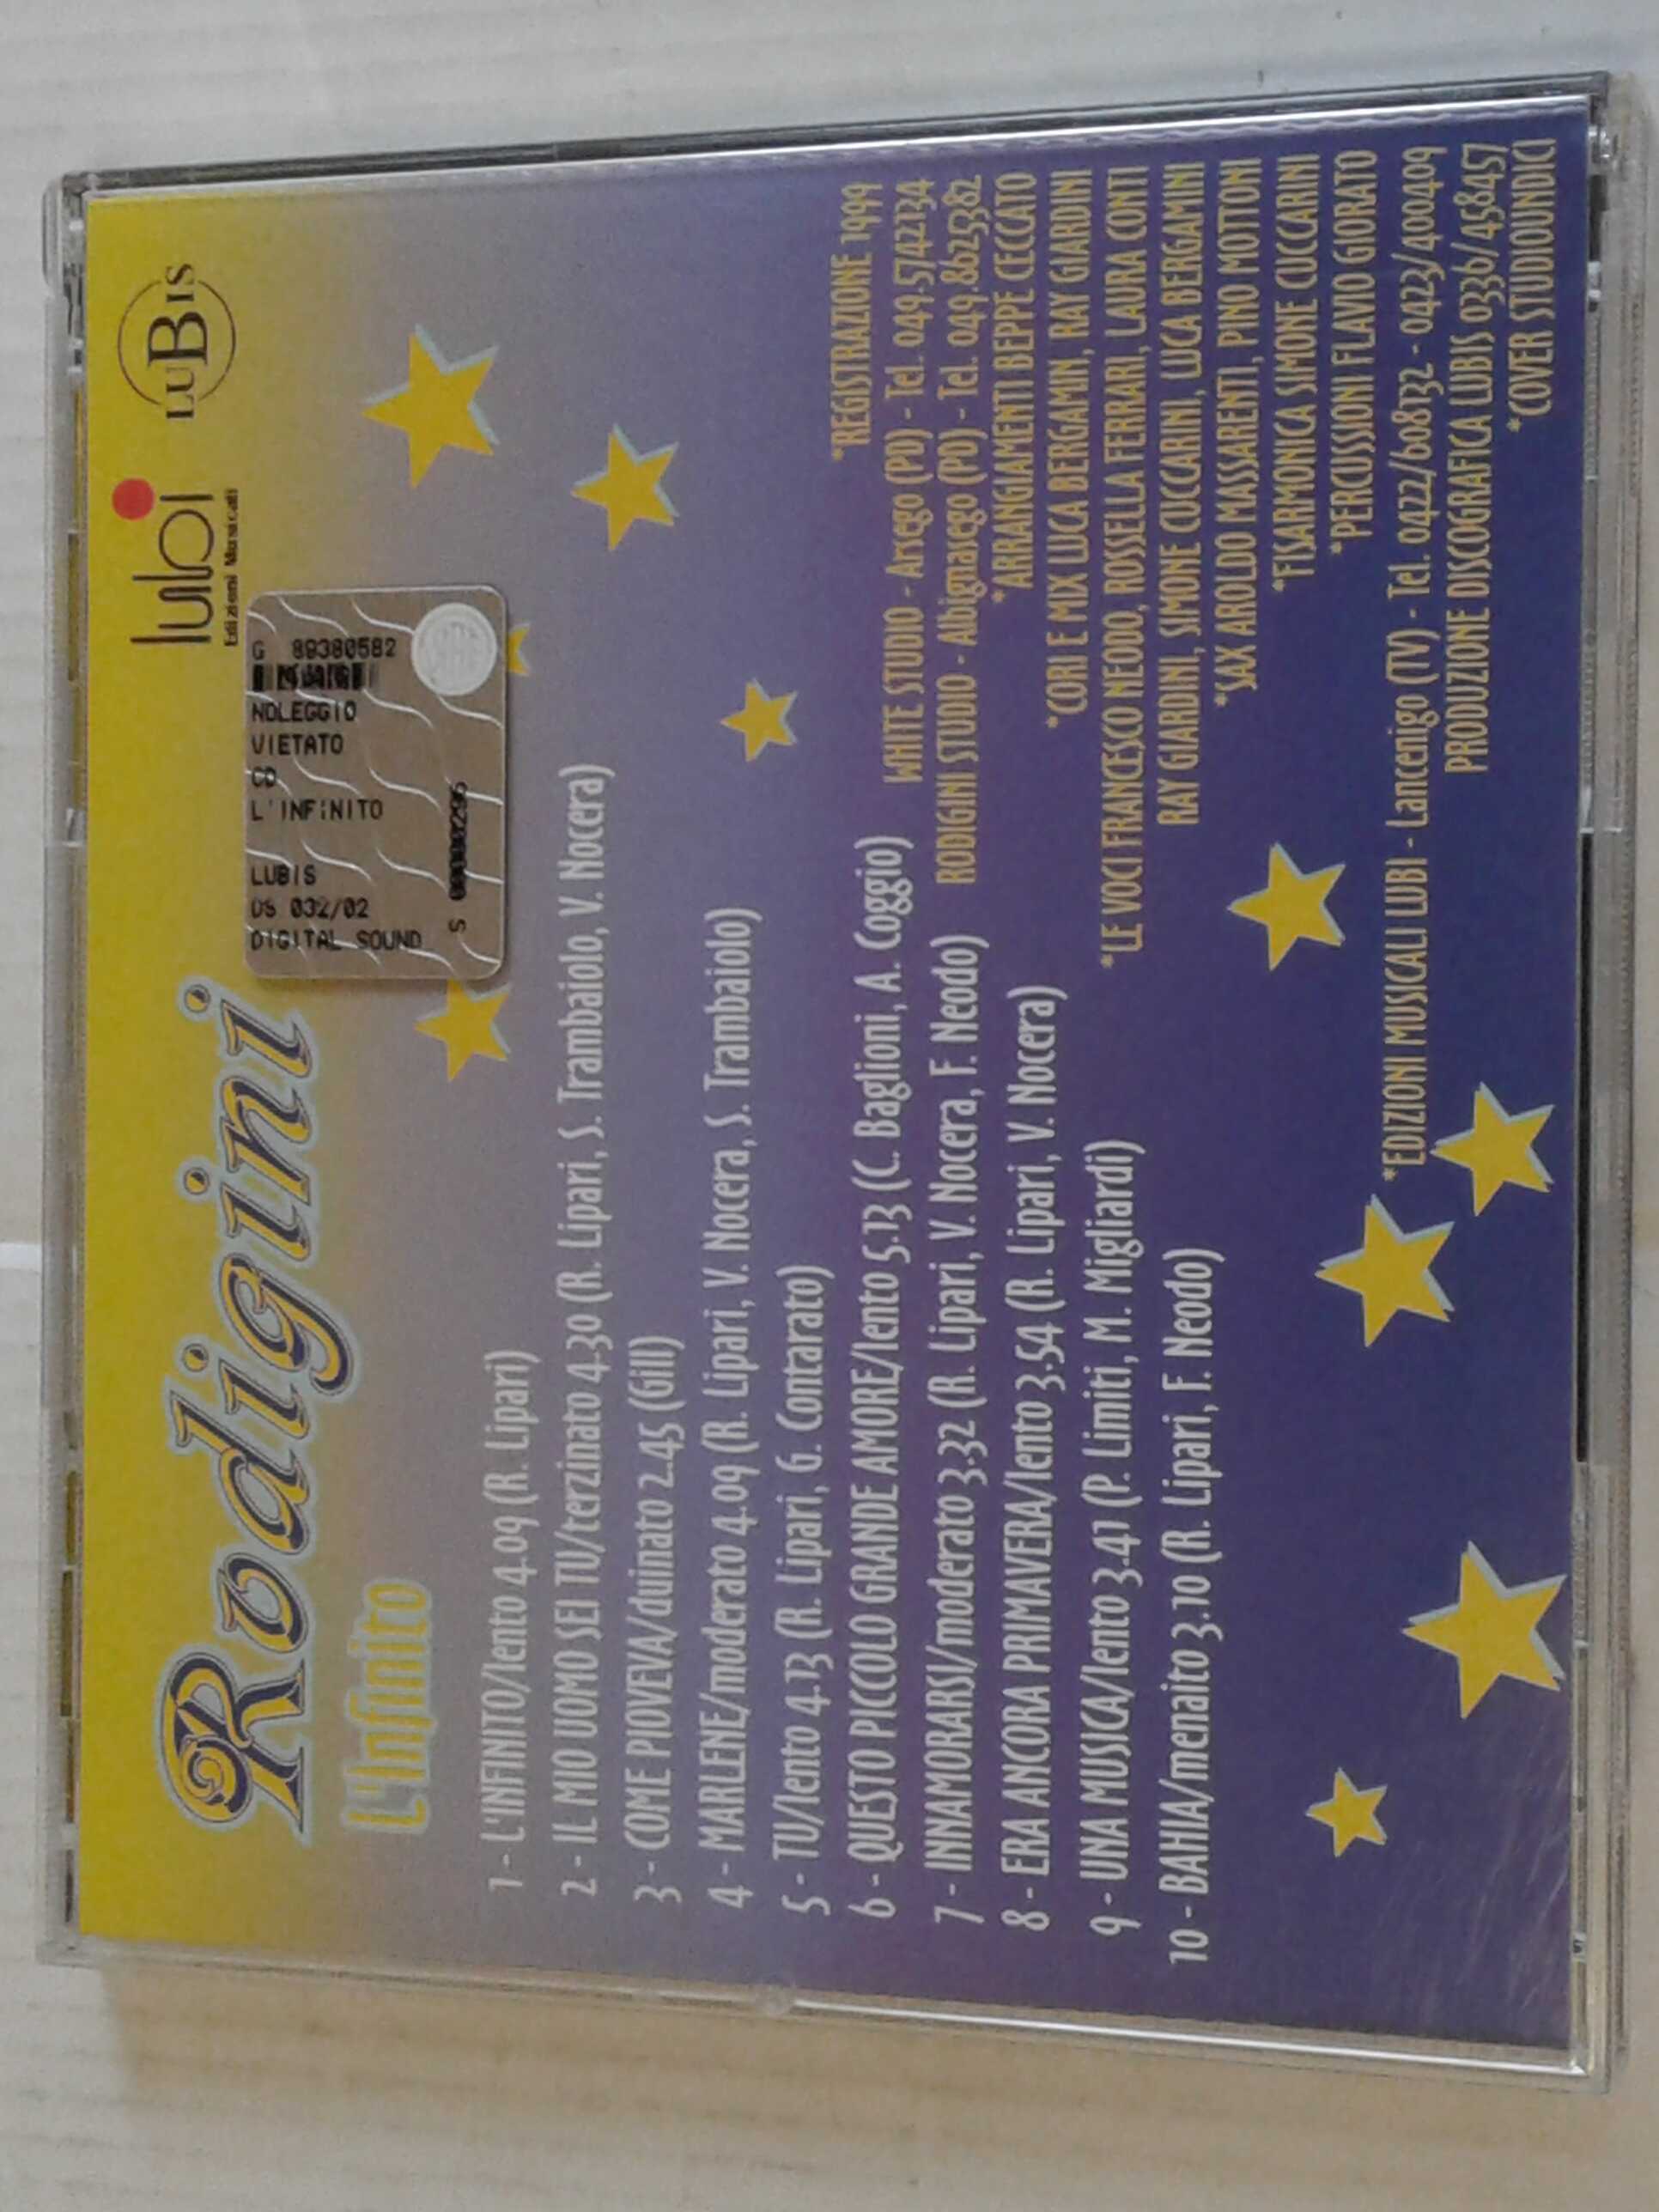 Rodigini
L'Infinito
lubi
Edizioni Musicali
LUBIS
G 89380582
NOLEGGIO
VIETATO
CD
L'INFINITO
LUBIS
DS 032/02
DIGITAL SOUND
S 00000296
SIAE
1 - L'INFINITO/lento 4.09 (R. Lipari)
2 - IL MIO UOMO SEI TU/terzinato 4.30 (R. Lipari, S. Trambaiolo, V. Nocera)
3 - COME PIOVEVA/duinato 2.45 (Gill)
4 - MARLENE/moderato 4.09 (R. Lipari, V. Nocera, S. Trambaiolo)
5 - TU/lento 4.13 (R. Lipari, G. Contarato)
6 - QUESTO PICCOLO GRANDE AMORE/lento 5.13 (C. Baglioni, A. Coggio)
7 - INNAMORARSI/moderato 3.32 (R. Lipari, V. Nocera, F. Neodo)
8 - ERA ANCORA PRIMAVERA/lento 3.54 (R. Lipari, V. Nocera)
9 - UNA MUSICA/lento 3.41 (P. Limiti, M. Migliardi)
10 - BAHIA/menaito 3.10 (R. Lipari, F. Neodo)
*REGISTRAZIONE 1999
WHITE STUDIO - Arsego (PD) - Tel. 049.5742134
RODIGINI STUDIO - Albignasego (PD) - Tel. 049.8625382
*ARRANGIAMENTI BEPPE CECCATO
*CORI E MIX LUCA BERGAMIN, RAY GIARDINI
*LE VOCI FRANCESCO NEODO, ROSSELLA FERRARI, LAURA CONTI
RAY GIARDINI, SIMONE CUCCARINI, LUCA BERGAMINI
*SAX AROLDO MASSARENTI, PINO MOTTONI
*FISARMONICA SIMONE CUCCARINI
*PERCUSSIONI FLAVIO GIORATO
*EDIZIONI MUSICALI LUBI - Lancenigo (TV) - Tel. 0422/608732 - 0423/400409
PRODUZIONE DISCOGRAFICA LUBIS 0336/458457
*COVER STUDIOUNDICI